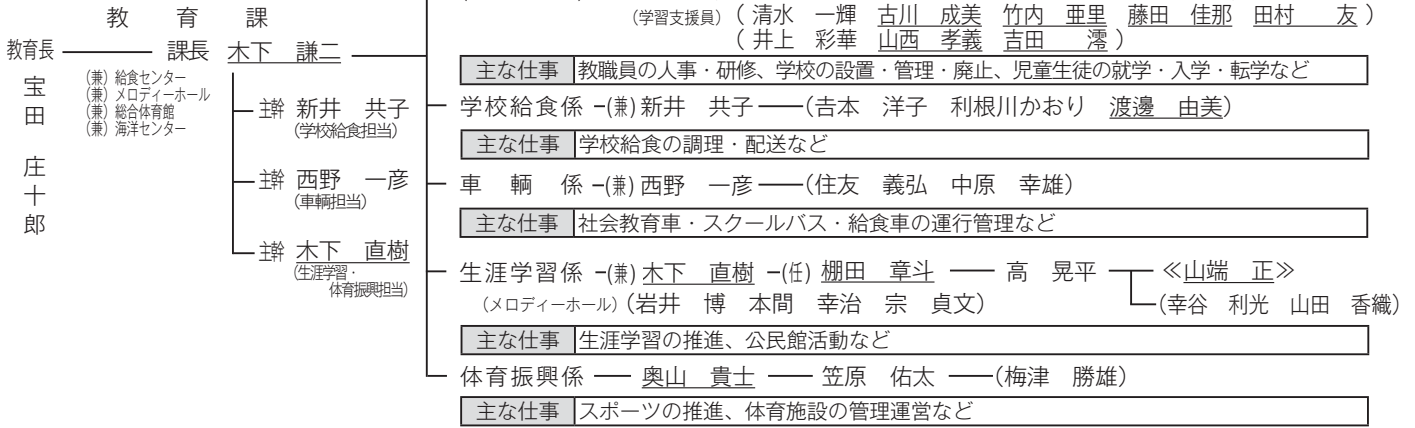 教育課
教育長
宝田　庄十郎
課長 木下　謙二
(兼) 給食センター
(兼) メロディーホール
(兼) 総合体育館
(兼) 海洋センター
主幹 新井　共子
(学校給食担当)
主幹 西野　一彦
(車輌担当)
主幹 木下　直樹
(生涯学習・
体育振興担当)
(学習支援員) ( 清水　一輝　古川　成美　竹内　亜里　藤田　佳那　田村　友 )
( 井上　彩華　山西　孝義　吉田　澪 )
主な仕事 教職員の人事・研修、学校の設置・管理・廃止、児童生徒の就学・入学・転学など
学校給食係 (兼) 新井　共子 (吉本　洋子　利根川かおり　渡邊　由美)
主な仕事 学校給食の調理・配送など
車輌係 (兼) 西野　一彦 (住友　義弘　中原　幸雄)
主な仕事 社会教育車・スクールバス・給食車の運行管理など
生涯学習係 (兼) 木下　直樹 (任) 棚田　章斗 高　晃平 ≪山端　正≫
(メロディーホール) (岩井　博　本間　幸治　宗　貞文) (幸谷　利光　山田　香織)
主な仕事 生涯学習の推進、公民館活動など
体育振興係 奥山　貴士 笠原　佑太 (梅津　勝雄)
主な仕事 スポーツの推進、体育施設の管理運営など